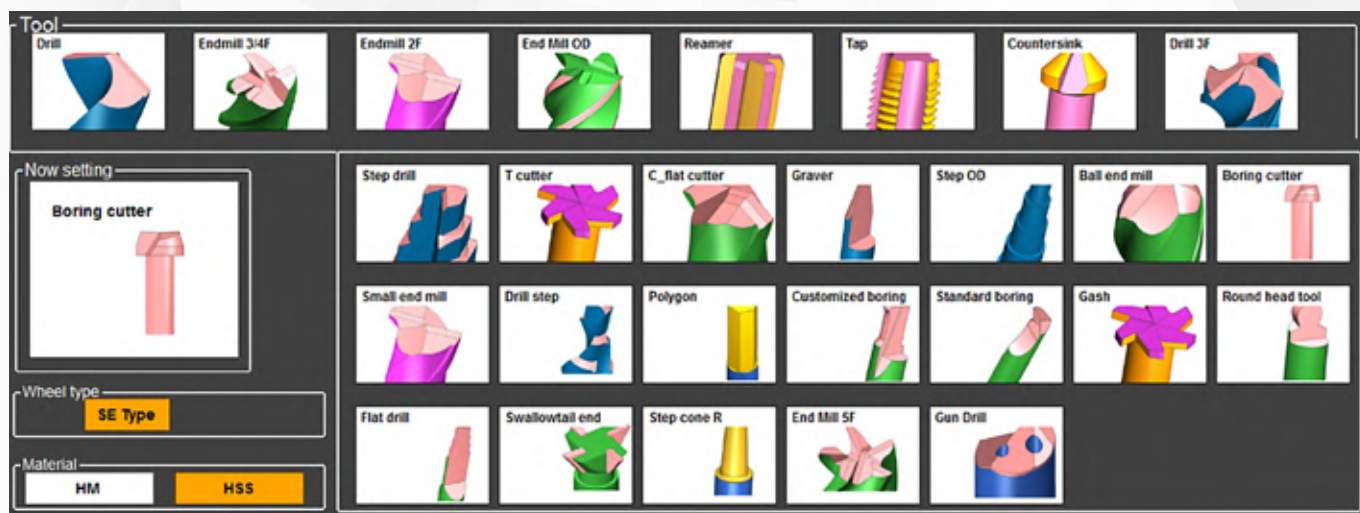 Tool
Drill
Endmill 3/4F
Endmill 2F
End Mill OD
Reamer
Tap
Countersink
Drill 3F
Now setting
Boring cutter
Wheel type
SE Type
Material
HM
HSS
Step drill
T cutter
C_flat cutter
Graver
Step OD
Ball end mill
Boring cutter
Small end mill
Drill step
Polygon
Customized boring
Standard boring
Gash
Round head tool
Flat drill
Swallowtail end
Step cone R
End Mill 5F
Gun Drill